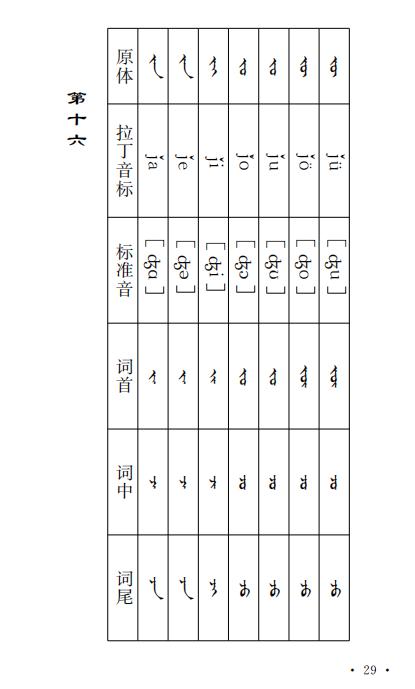 第十六
原体 ᠵᠠ ᠵᠡ ᠵᠢ ᠵᠣ ᠵᠤ ᠵᠥ ᠵᠦ
拉丁音标 ǰa ǰe ǰi ǰo ǰu ǰö ǰü
标准音 [ʤɑ] [ʤə] [ʤi] [ʤɔ] [ʤʊ] [ʤo] [ʤu]
词首 ᠵᠠ‍ ᠵᠡ‍ ᠵᠢ‍ ᠵᠣ‍ ᠵᠤ‍ ᠵᠥ‍ ᠵᠦ‍
词中 ‍ᠵᠠ‍ ‍ᠵᠡ‍ ‍ᠵᠢ‍ ‍ᠵᠣ‍ ‍ᠵᠤ‍ ‍ᠵᠥ‍ ‍ᠵᠦ‍
词尾 ‍ᠵᠠ ‍ᠵᠡ ‍ᠵᠢ ‍ᠵᠣ ‍ᠵᠤ ‍ᠵᠥ ‍ᠵᠦ
· 29 ·